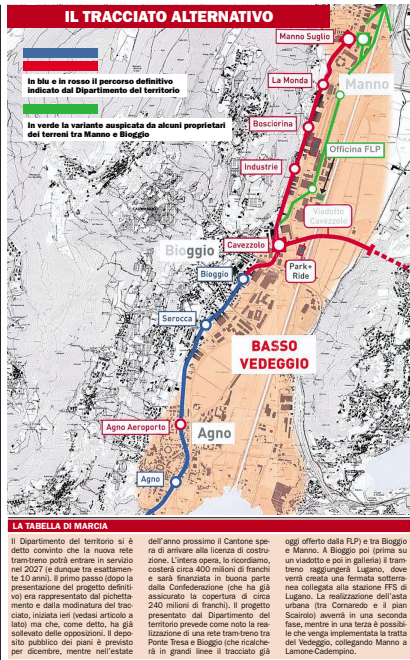 IL TRACCIATO ALTERNATIVO
In blu e in rosso il percorso definitivo
indicato dal Dipartimento del territorio
In verde la variante auspicata da alcuni proprietari
dei terreni tra Manno e Bioggio
Manno Suglio
La Monda
Manno
Bosciorina
Officina FLP
Industrie
Viadotto
Cavezzolo
Cavezzolo
Bioggio
Bioggio
Park+
Ride
Serocca
BASSO
VEDEGGIO
Agno Aeroporto
Agno
Agno
LA TABELLA DI MARCIA
Il Dipartimento del territorio si è
detto convinto che la nuova rete
tram-treno potrà entrare in servizio
nel 2027 (e dunque tra esattamen-
te 10 anni). Il primo passo (dopo la
presentazione del progetto definiti-
vo) era rappresentato dal picchetta-
mento e dalla modinatura del trac-
ciato, iniziata ieri (vedasi articolo a
lato) ma che, come detto, ha già
sollevato delle opposizioni. Il depo-
sito pubblico dei piani è previsto
per dicembre, mentre nell'estate
dell'anno prossimo il Cantone spe-
ra di arrivare alla licenza di costru-
zione. L'intera opera, lo ricordiamo,
costerà circa 400 milioni di franchi
e sarà finanziata in buona parte
dalla Confederazione (che ha già
assicurato la copertura di circa
240 milioni di franchi). Il progetto
presentato dal Dipartimento del
territorio prevede come noto la rea-
lizzazione di una rete tram-treno tra
Ponte Tresa e Bioggio (che ricalche-
rà in grandi linee il tracciato già
oggi offerto dalla FLP) e tra Bioggio
e Manno. A Bioggio poi (prima su
un viadotto e poi in galleria) il tram-
treno raggiungerà Lugano, dove
verrà creata una fermata sotterra-
nea collegata alla stazione FFS di
Lugano. La realizzazione dell'asta
urbana (tra Cornaredo e il pian
Scairolo) avverrà in una seconda
fase, mentre in una terza è possibi-
le che venga implementata la tratta
del Vedeggio, collegando Manno a
Lamone-Cadempino.